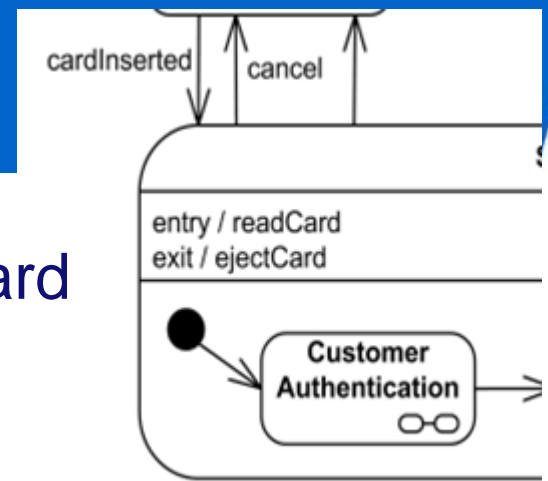 cardInserted
cancel
entry / readCard
exit / ejectCard
ard
Customer
Authentication